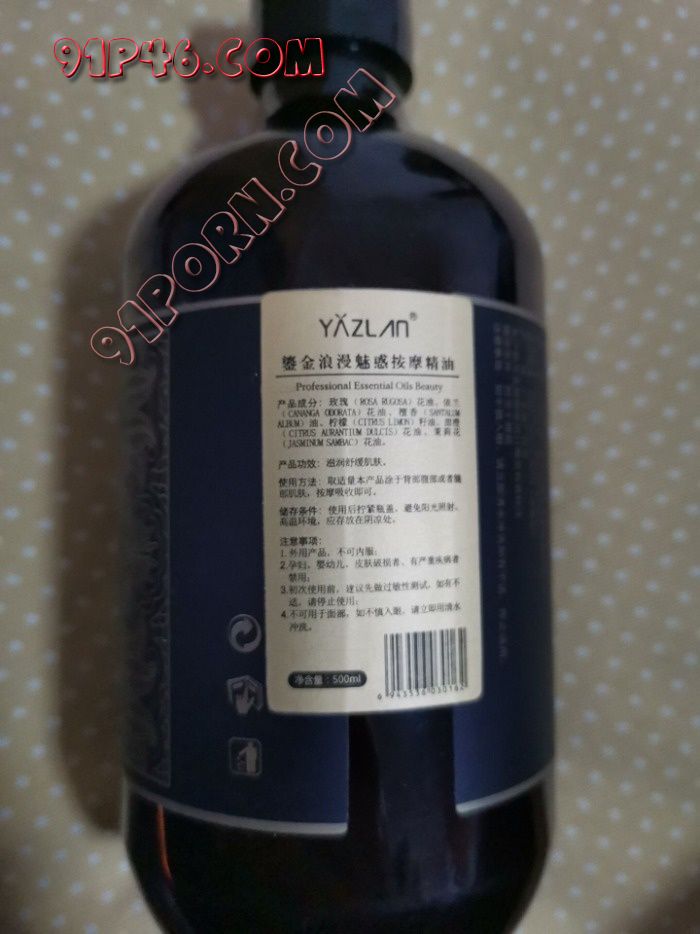 91P46.COM
91PORN.COM
YAZLAN®
鎏金浪漫魅惑按摩精油
Professional Essential Oils Beauty
产品成分：玫瑰（ROSA RUGOSA）花油、依兰
（CANANGA ODORATA）花油、檀香（SANTALUM
ALBUM）油、柠檬（CITRUS LIMON）籽油、甜橙
（CITRUS AURANTIUM DULCIS）花油、茉莉花
（JASMINUM SAMBAC）花油。
产品功效：滋润舒缓肌肤。
使用方法：取适量本产品涂于背部腹部或者腿
部肌肤，按摩吸收即可。
储存条件：使用后柠紧瓶盖，避免阳光照射、
高温环境，应存放在阴凉处。
注意事项：
1.外用产品，不可内服；
2.孕妇、婴幼儿，皮肤破损者、有严重疾病者
禁用；
3.初次使用前，建议先做过敏性测试，如有不
适，请停止使用；
4.不可用于面部，如不慎入眼，请立即用清水
冲洗。
净含量：500ml